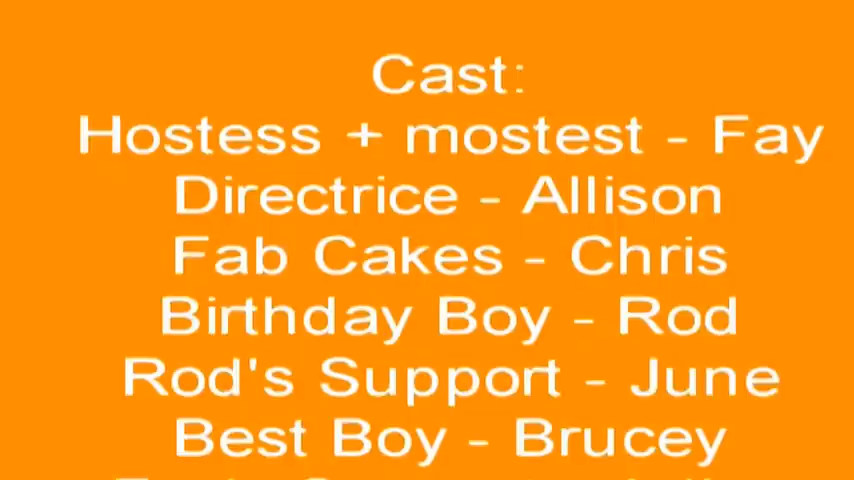 Cast:
Hostess + mostest - Fay
Directrice - Allison
Fab Cakes - Chris
Birthday Boy - Rod
Rod's Support - June
Best Boy - Brucey